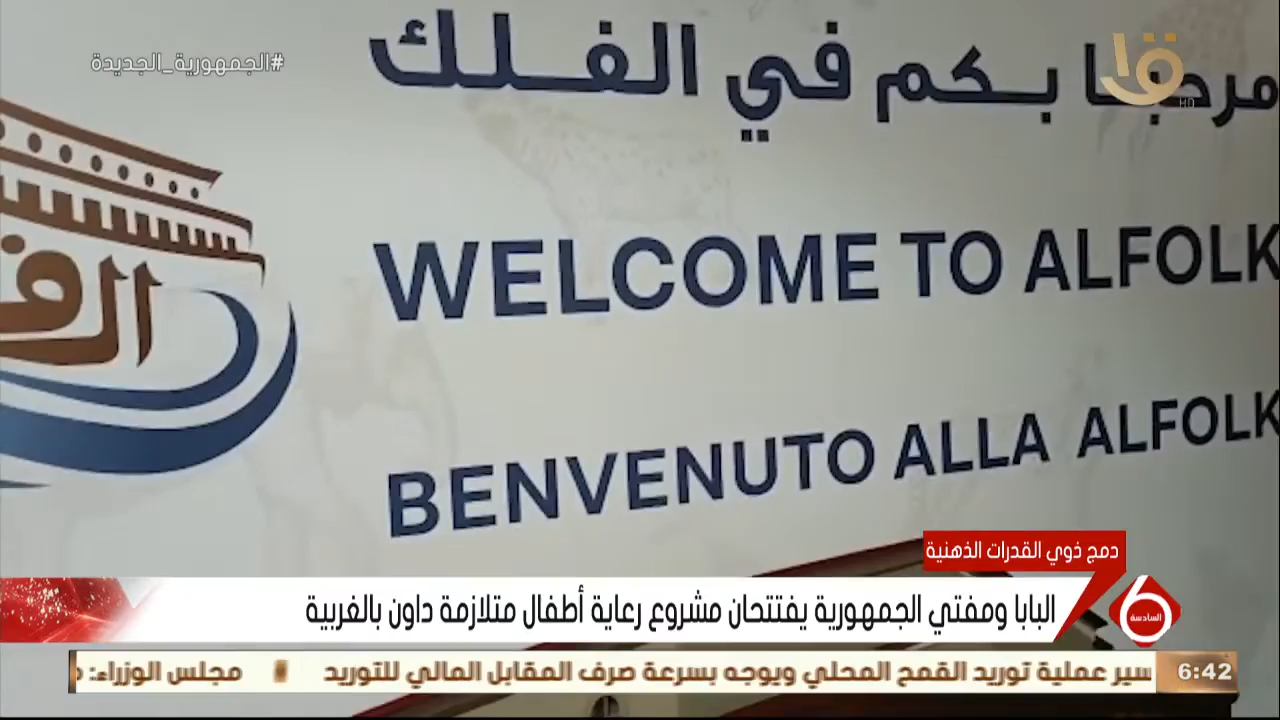 #الجمهورية_الجديدة
مرحبا بكم في الفلك
WELCOME TO ALFOLK
BENVENUTO ALLA ALFOLK
دمج ذوي القدرات الذهنية
البابا ومفتي الجمهورية يفتتحان مشروع رعاية أطفال متلازمة داون بالغربية
السادسة
6:42
سير عملية توريد القمح المحلي ويوجه بسرعة صرف المقابل المالي للتوريد
مجلس الوزراء:
HD